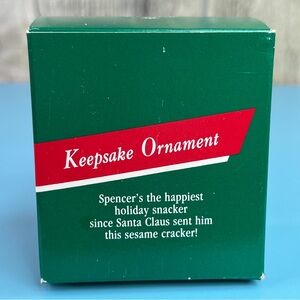 Keepsake Ornament
Spencer's the happiest
holiday snacker
since Santa Claus sent him
this sesame cracker!